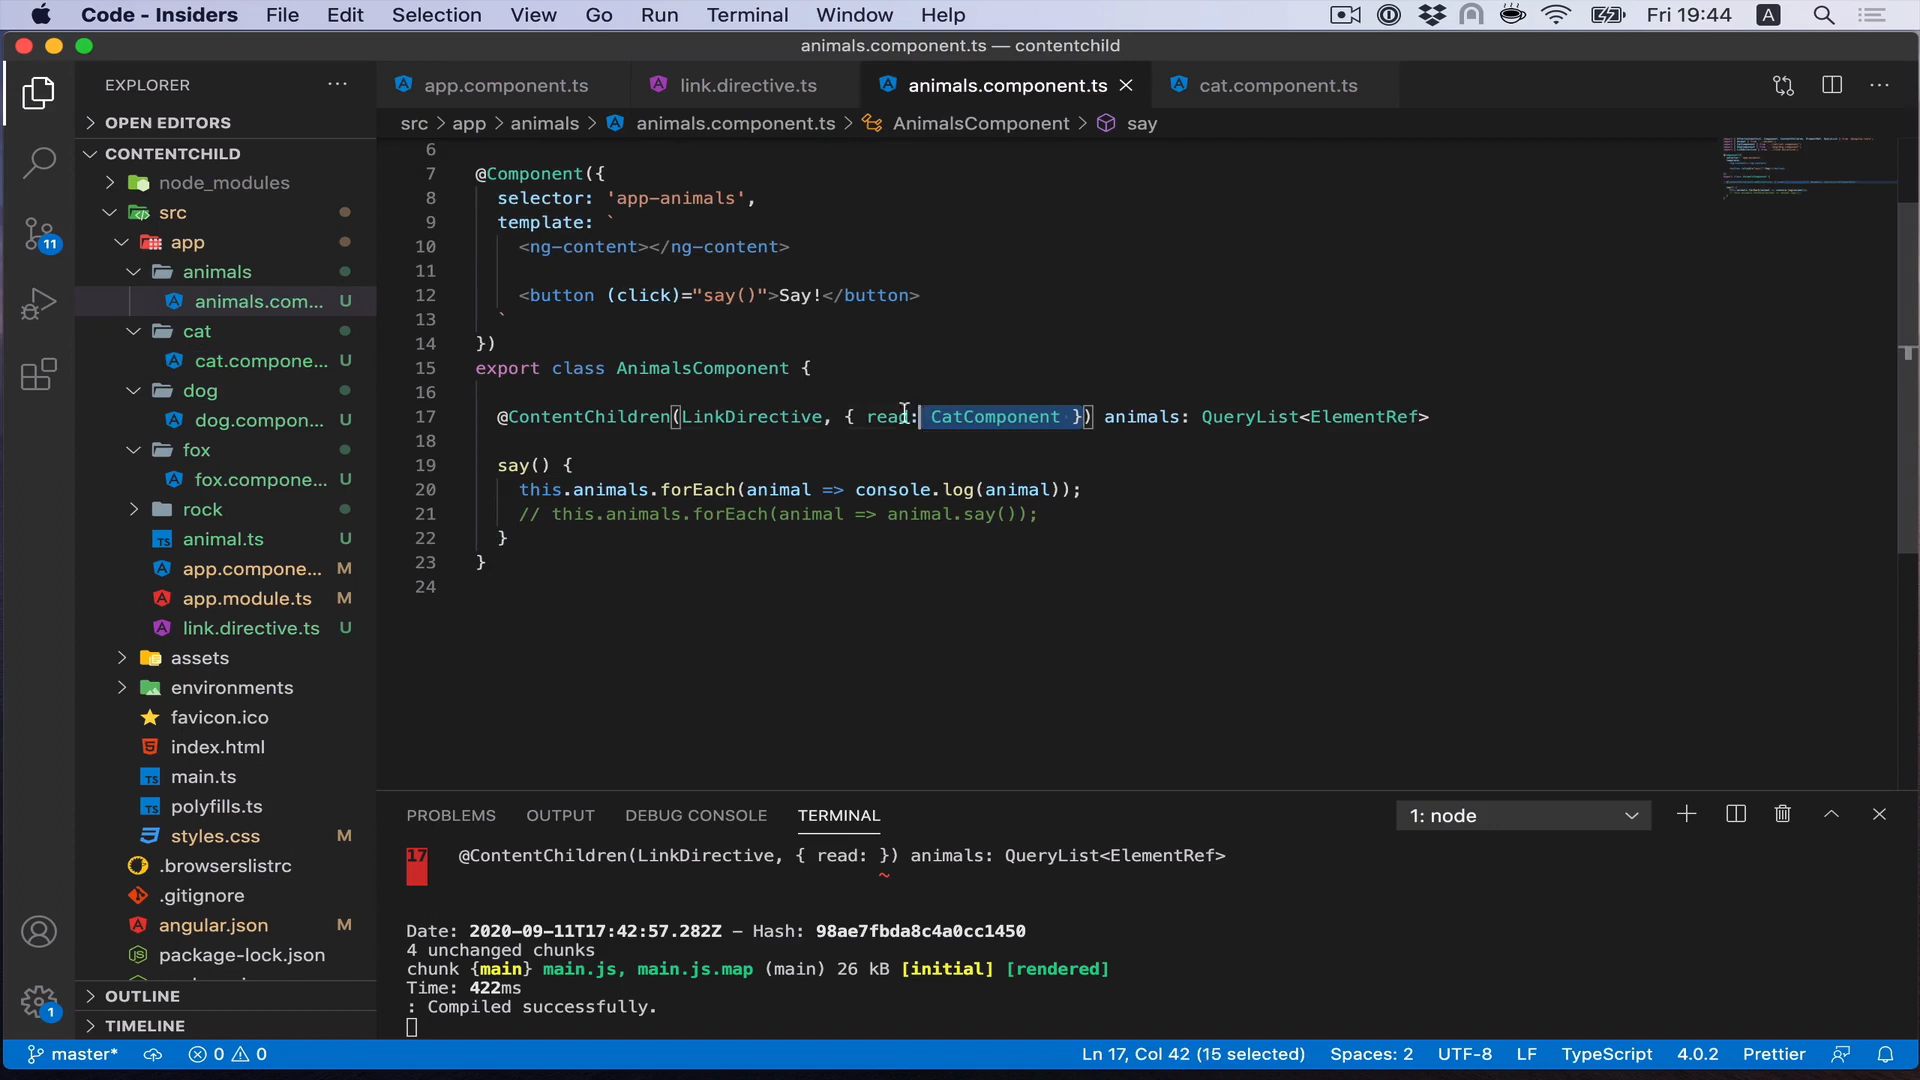 Code - Insiders File Edit Selection View Go Run Terminal Window Help Fri 19:44 A
animals.component.ts — contentchild
EXPLORER
app.component.ts link.directive.ts animals.component.ts cat.component.ts
src > app > animals > animals.component.ts > AnimalsComponent > say
OPEN EDITORS
CONTENTCHILD
node_modules
src
app
animals
animals.com... U
cat
cat.compone... U
dog
dog.compon... U
fox
fox.compone... U
rock
animal.ts U
app.compone... M
app.module.ts M
link.directive.ts U
assets
environments
favicon.ico
index.html
main.ts
polyfills.ts
styles.css M
.browserslistrc
.gitignore
angular.json M
package-lock.json
OUTLINE
TIMELINE
11
1
6
7 @Component({
8 selector: 'app-animals',
9 template: `
10 <ng-content></ng-content>
11
12 <button (click)="say()">Say!</button>
13 `
14 })
15 export class AnimalsComponent {
16
17 @ContentChildren(LinkDirective, { read: CatComponent }) animals: QueryList<ElementRef>
18
19 say() {
20 this.animals.forEach(animal => console.log(animal));
21 // this.animals.forEach(animal => animal.say());
22 }
23 }
24
PROBLEMS OUTPUT DEBUG CONSOLE TERMINAL 1: node
17 @ContentChildren(LinkDirective, { read: }) animals: QueryList<ElementRef>
~
Date: 2020-09-11T17:42:57.282Z – Hash: 98ae7fbda8c4a0cc1450
4 unchanged chunks
chunk {main} main.js, main.js.map (main) 26 kB [initial] [rendered]
Time: 422ms
: Compiled successfully.
master* 0 0 Ln 17, Col 42 (15 selected) Spaces: 2 UTF-8 LF TypeScript 4.0.2 Prettier